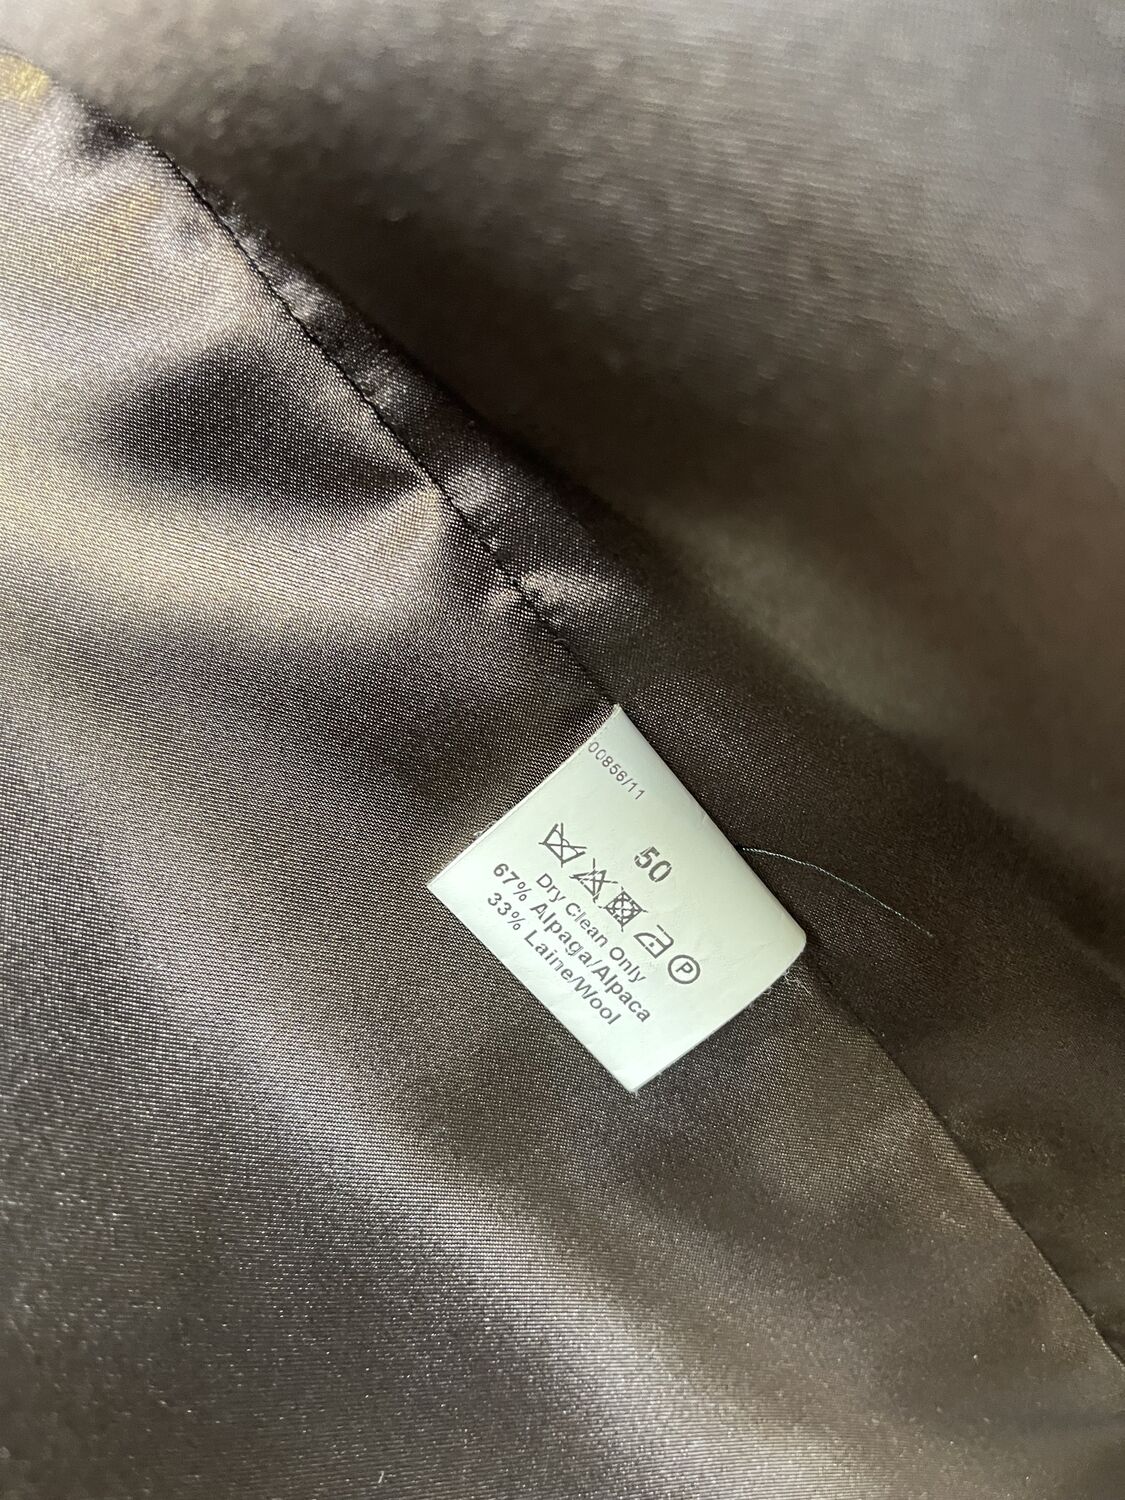 00856/11
50
P
Dry Clean Only
67% Alpaga/Alpaca
33% Laine/Wool